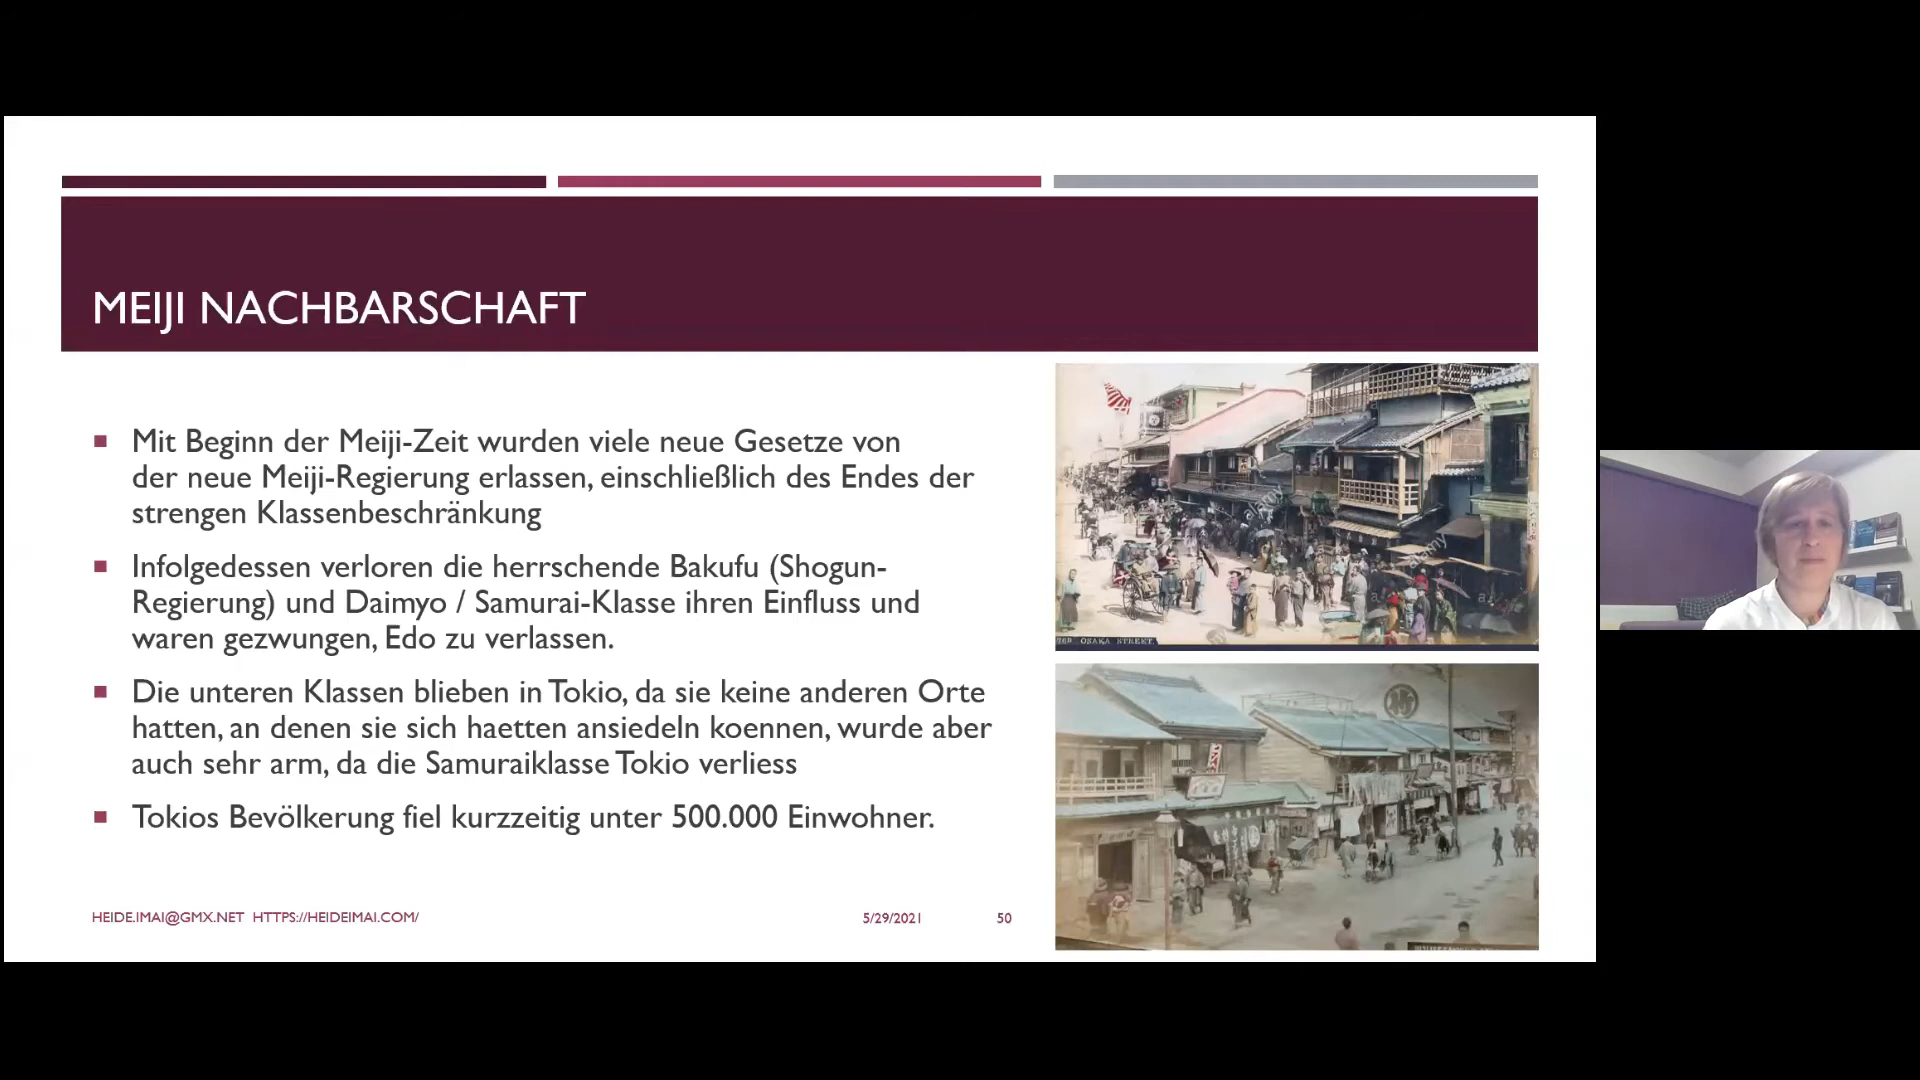 MEIJI NACHBARSCHAFT
Mit Beginn der Meiji-Zeit wurden viele neue Gesetze von
der neue Meiji-Regierung erlassen, einschließlich des Endes der
strengen Klassenbeschränkung
Infolgedessen verloren die herrschende Bakufu (Shogun-
Regierung) und Daimyo / Samurai-Klasse ihren Einfluss und
waren gezwungen, Edo zu verlassen.
Die unteren Klassen blieben in Tokio, da sie keine anderen Orte
hatten, an denen sie sich haetten ansiedeln koennen, wurde aber
auch sehr arm, da die Samuraiklasse Tokio verliess
Tokios Bevölkerung fiel kurzzeitig unter 500.000 Einwohner.
HEIDE.IMAI@GMX.NET HTTPS://HEIDEIMAI.COM/
5/29/2021
50
OSAKA STREET
alamy